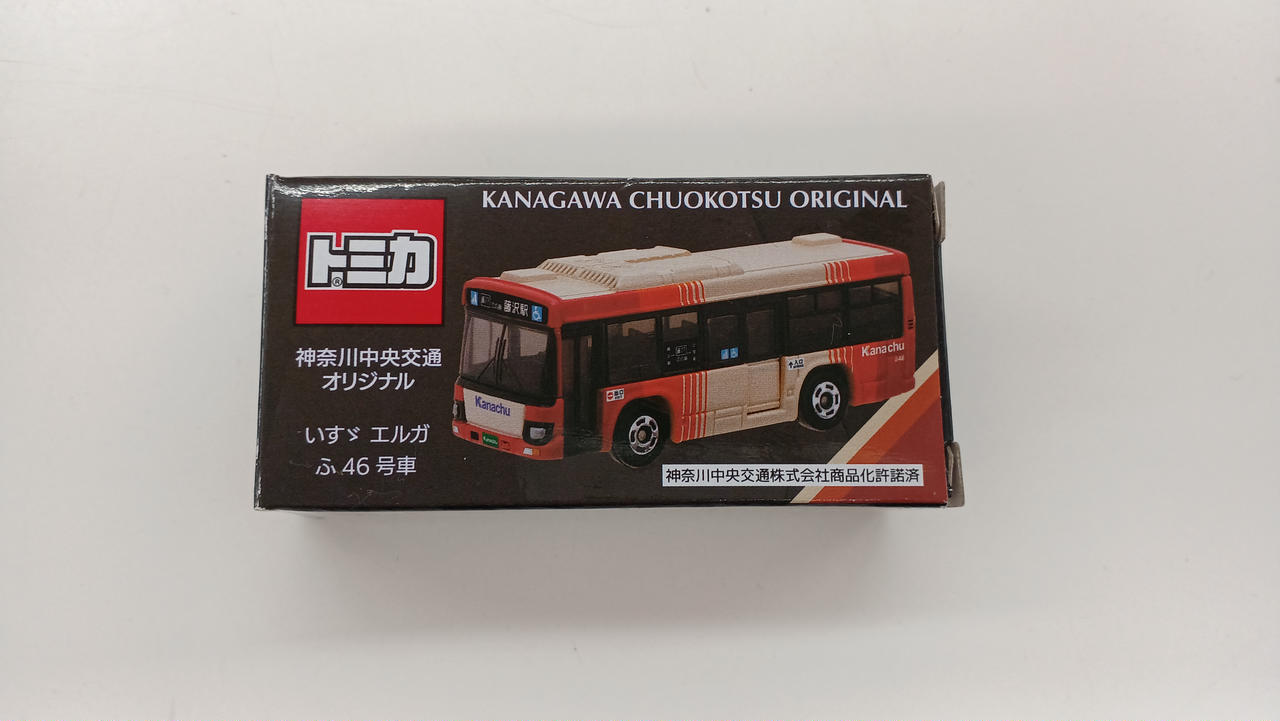 KANAGAWA CHUOKOTSU ORIGINAL
トミカ
®
神奈川中央交通
オリジナル
いすゞ エルガ
ふ 46 号車
藤沢駅
Kanachu
入口
Kanachu
神奈川中央交通株式会社商品化許諾済